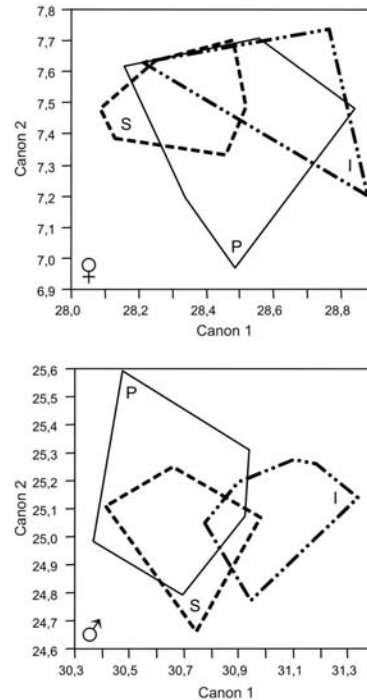 7,8
7,7
7,6
7,5
7,4
7,3
7,2
7,1
7,0
6,9
Canon 2
S
I
P
♀
28,0 28,2 28,4 28,6 28,8
Canon 1
25,6
25,5
25,4
25,3
25,2
25,1
25,0
24,9
24,8
24,7
24,6
Canon 2
P
I
S
♂
30,3 30,5 30,7 30,9 31,1 31,3
Canon 1